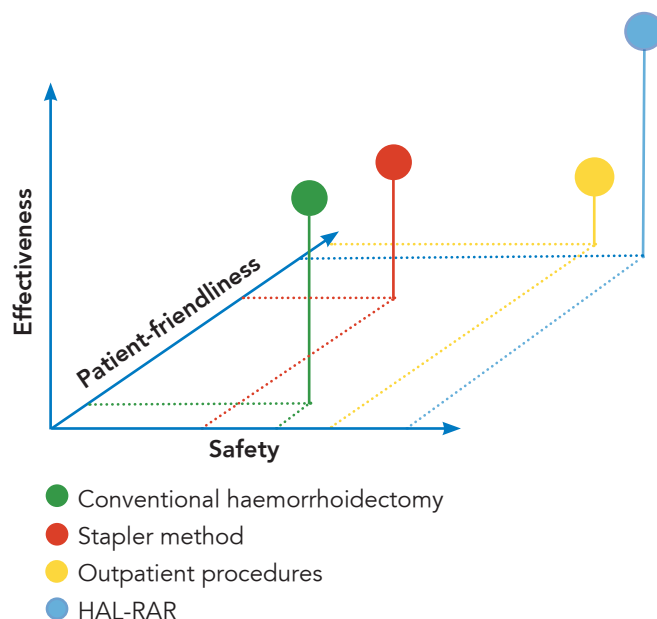 Effectiveness
Patient-friendliness
Safety
Conventional haemorrhoidectomy
Stapler method
Outpatient procedures
HAL-RAR